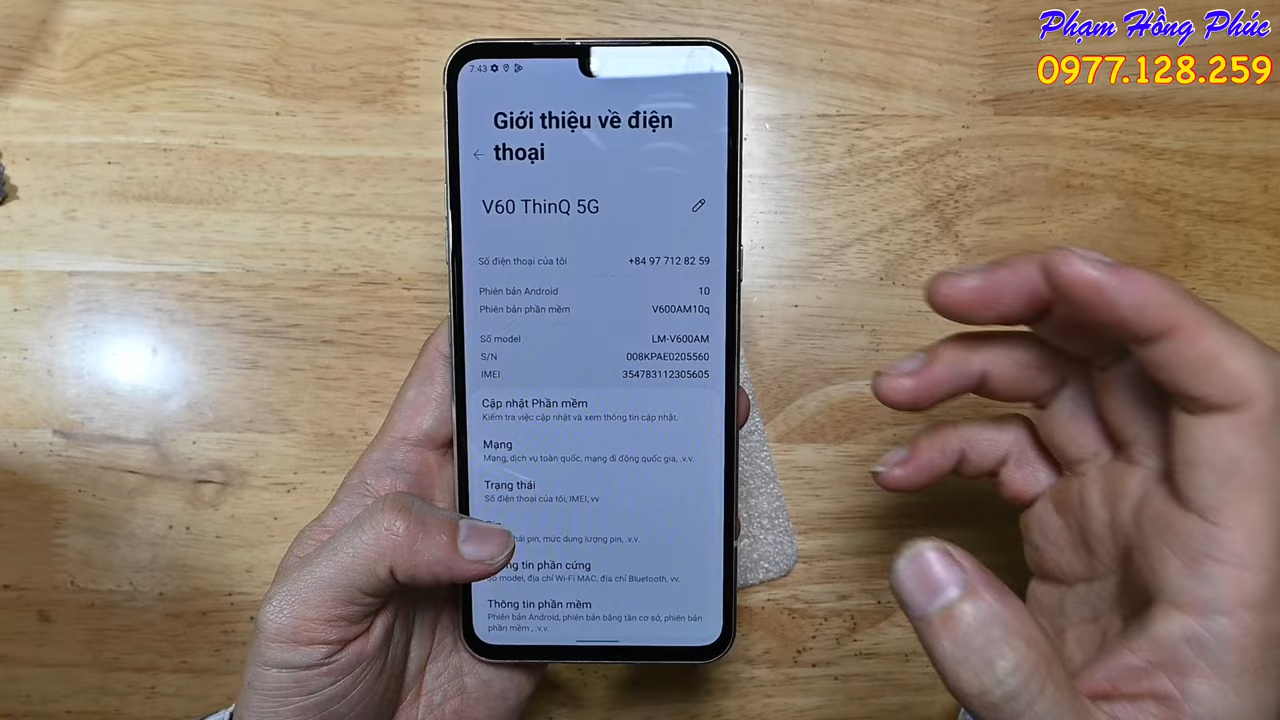 Phạm Hồng Phúc
0977.128.259
7:43
Giới thiệu về điện
thoại
V60 ThinQ 5G
Số điện thoại của tôi +84 97 712 82 59
Phiên bản Android 10
Phiên bản phần mềm V600AM10q
Số model LM-V600AM
S/N 008KPAE0205560
IMEI 354783112305605
Cập nhật Phần mềm
Kiểm tra việc cập nhật và xem thông tin cập nhật.
Mạng
Mạng, dịch vụ toàn quốc, mạng di động quốc gia, .v.v.
Trạng thái
Số điện thoại của tôi, IMEI, vv
pin, mức dung lượng pin, .v.v.
tin phần cứng
Số model, địa chỉ Wi-Fi MAC, địa chỉ Bluetooth, vv.
Thông tin phần mềm
Phiên bản Android, phiên bản băng tần cơ sở, phiên bản
phần mềm , .v.v.